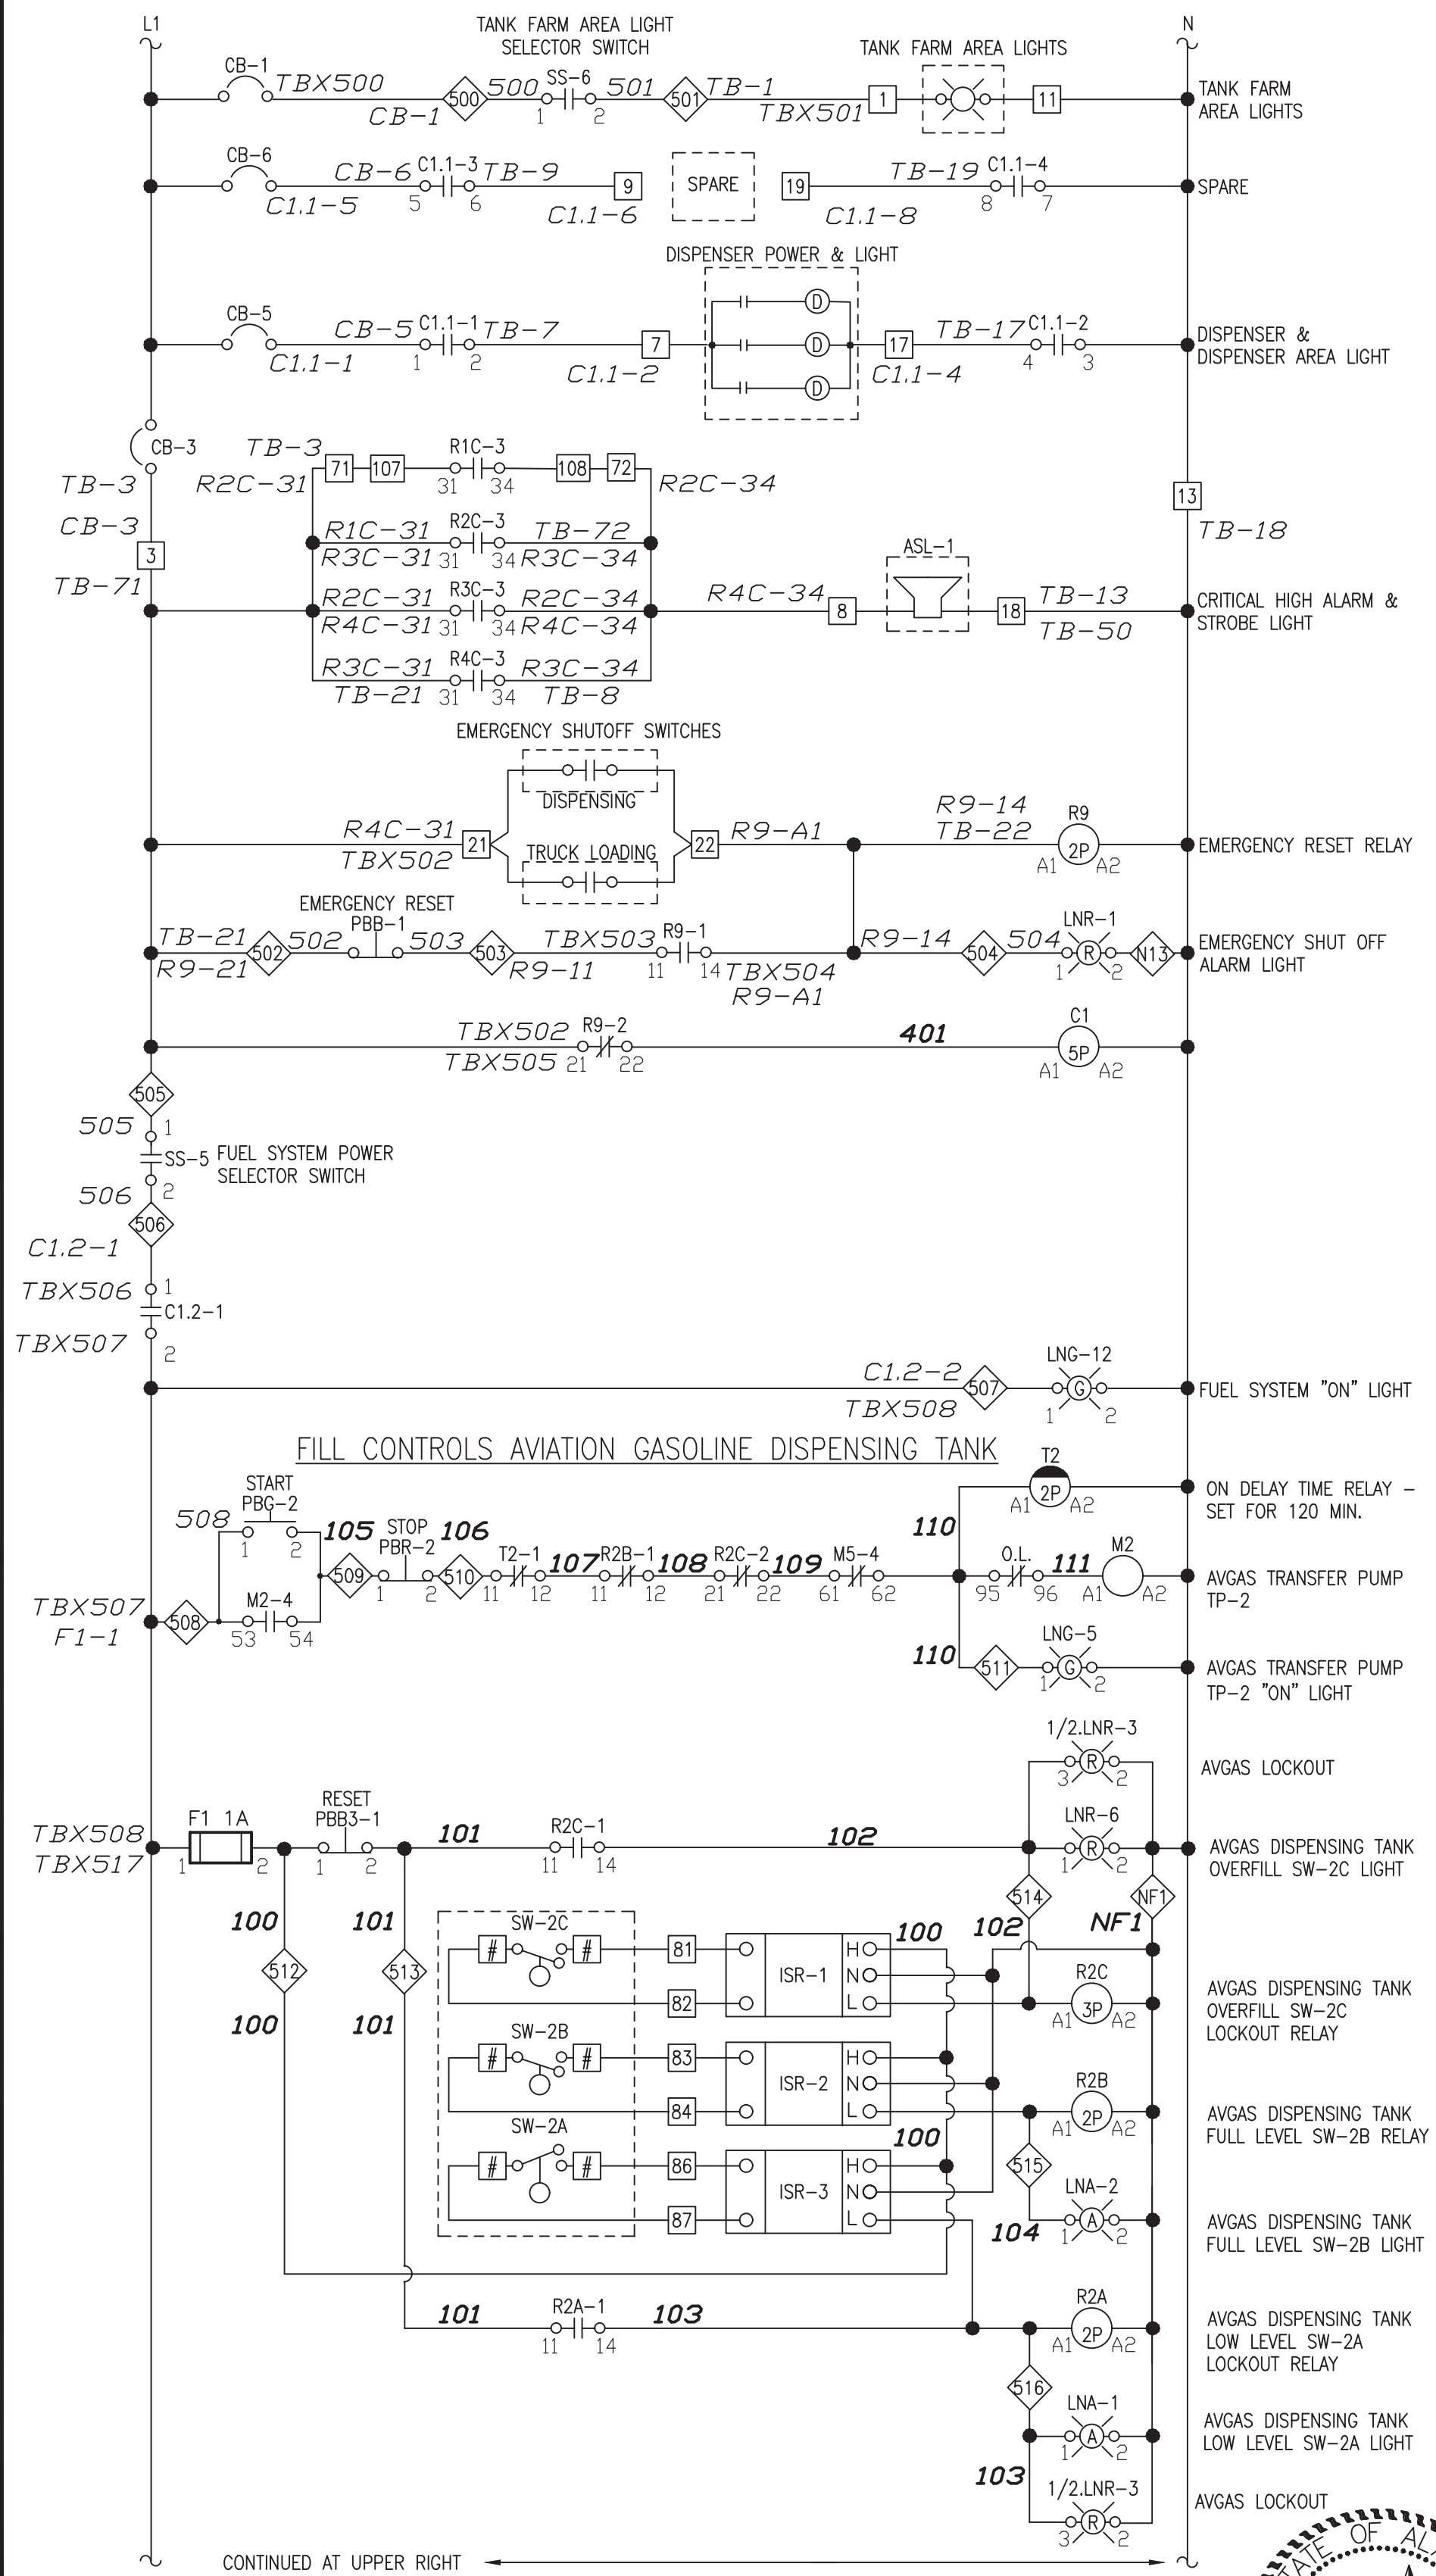 L1
TANK FARM AREA LIGHT
SELECTOR SWITCH
TANK FARM AREA LIGHTS
N
CB-1 TBX500 CB-1 500 500 SS-6 1 2 501 501 TB-1 TBX501 1 11
TANK FARM
AREA LIGHTS
CB-6 CB-6 C1.1-5 C1.1-3 5 6 TB-9 C1.1-6 9 SPARE 19 TB-19 C1.1-8 C1.1-4 8 7
SPARE
DISPENSER POWER & LIGHT
D
CB-5 CB-5 C1.1-1 C1.1-1 1 2 TB-7 C1.1-2 7 D 17 TB-17 C1.1-4 C1.1-2 4 3
D
DISPENSER &
DISPENSER AREA LIGHT
CB-3
TB-3
CB-3
3
TB-71
TB-3 R2C-31 71 107 R1C-3 31 34 108 72 R2C-34
13
TB-18
R1C-31 R3C-31 R2C-3 31 34 TB-72 R3C-34
R2C-31 R4C-31 R3C-3 31 34 R2C-34 R4C-34
R4C-34 8 ASL-1 18 TB-13 TB-50
CRITICAL HIGH ALARM &
STROBE LIGHT
R3C-31 TB-21 R4C-3 31 34 R3C-34 TB-8
EMERGENCY SHUTOFF SWITCHES
DISPENSING
R4C-31 TBX502 21 22 R9-A1 R9-14 TB-22 R9 2P A1 A2
TRUCK LOADING
EMERGENCY RESET RELAY
EMERGENCY RESET
TB-21 R9-21 502 502 PBB-1 503 503 TBX503 R9-11 R9-1 11 14 TBX504 R9-A1 R9-14 504 504 LNR-1 R 1 2 N13
EMERGENCY SHUT OFF
ALARM LIGHT
TBX502 TBX505 R9-2 21 22 401 C1 5P A1 A2
505
505 1
SS-5 FUEL SYSTEM POWER
SELECTOR SWITCH
506 2
506
C1.2-1
TBX506 1
C1.2-1
TBX507 2
C1.2-2 TBX508 507 LNG-12 G 1 2
FUEL SYSTEM "ON" LIGHT
FILL CONTROLS AVIATION GASOLINE DISPENSING TANK
T2 2P A1 A2
ON DELAY TIME RELAY -
SET FOR 120 MIN.
START
508 PBG-2 1 2
110
105 509 STOP PBR-2 1 2 106 510 T2-1 11 12 107 R2B-1 11 12 108 R2C-2 21 22 109 M5-4 61 62 O.L. 95 96 111 M2 A1 A2
AVGAS TRANSFER PUMP
TP-2
TBX507 F1-1 508 M2-4 53 54
110 511 LNG-5 G 1 2
AVGAS TRANSFER PUMP
TP-2 "ON" LIGHT
1/2.LNR-3 R 3 2
AVGAS LOCKOUT
TBX508 TBX517 F1 1A 1 2 RESET PBB3-1 1 2 101 R2C-1 11 14 102 LNR-6 R 1 2
AVGAS DISPENSING TANK
OVERFILL SW-2C LIGHT
514 NF1
100 101 SW-2C 100 102 NF1
# # 81 H
512 513 ISR-1 N R2C
82 L 3P A1 A2
AVGAS DISPENSING TANK
OVERFILL SW-2C
LOCKOUT RELAY
100 101 SW-2B
# # 83 H
ISR-2 N R2B
84 L 2P A1 A2
AVGAS DISPENSING TANK
FULL LEVEL SW-2B RELAY
SW-2A 100
# # 86 H 515
ISR-3 N LNA-2
87 L 104 A 1 2
AVGAS DISPENSING TANK
FULL LEVEL SW-2B LIGHT
101 R2A-1 11 14 103 R2A 2P A1 A2
AVGAS DISPENSING TANK
LOW LEVEL SW-2A
LOCKOUT RELAY
516
LNA-1 A 1 2
AVGAS DISPENSING TANK
LOW LEVEL SW-2A LIGHT
103 1/2.LNR-3 R 3 2
AVGAS LOCKOUT
CONTINUED AT UPPER RIGHT
STATE OF AL